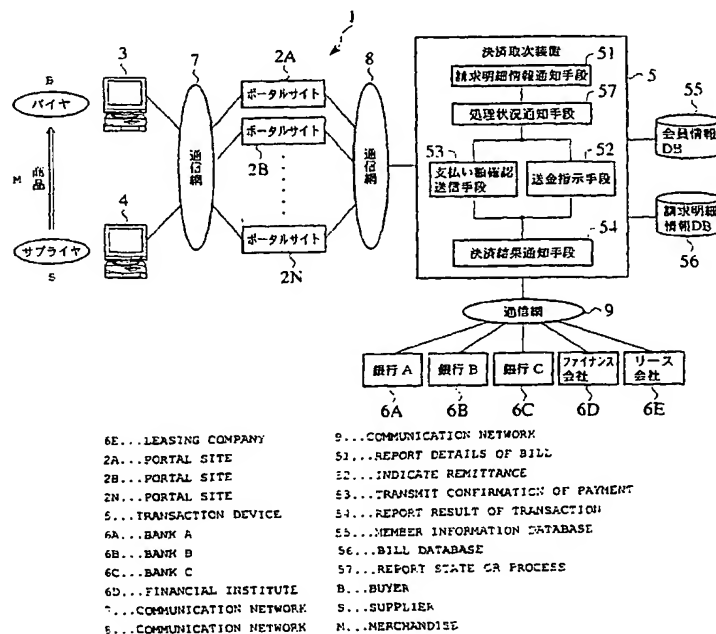 1
3
7
2A
8
決済取次装置
51
請求明細情報通知手段
5
57
処理状況通知手段
55
会員情報
DB
B
バイヤ
ポータルサイト
ポータルサイト
2B
通信網
通信網
53
支払い額確認
送信手段
52
送金指示手段
M
商品
4
ポータルサイト
2N
54
決済結果通知手段
請求明細
情報DB
56
サプライヤ
S
通信網
9
銀行 A
銀行 B
銀行 C
ファイナンス
会社
リース
会社
6A
6B
6C
6D
6E
6E...LEASING COMPANY
2A...PORTAL SITE
2B...PORTAL SITE
2N...PORTAL SITE
5...TRANSACTION DEVICE
6A...BANK A
6B...BANK B
6C...BANK C
6D...FINANCIAL INSTITUTE
7...COMMUNICATION NETWORK
8...COMMUNICATION NETWORK
9...COMMUNICATION NETWORK
51...REPORT DETAILS OF BILL
52...INDICATE REMITTANCE
53...TRANSMIT CONFIRMATION OF PAYMENT
54...REPORT RESULT OF TRANSACTION
55...MEMBER INFORMATION DATABASE
56...BILL DATABASE
57...REPORT STATE OR PROCESS
B...BUYER
S...SUPPLIER
M...MERCHANDISE